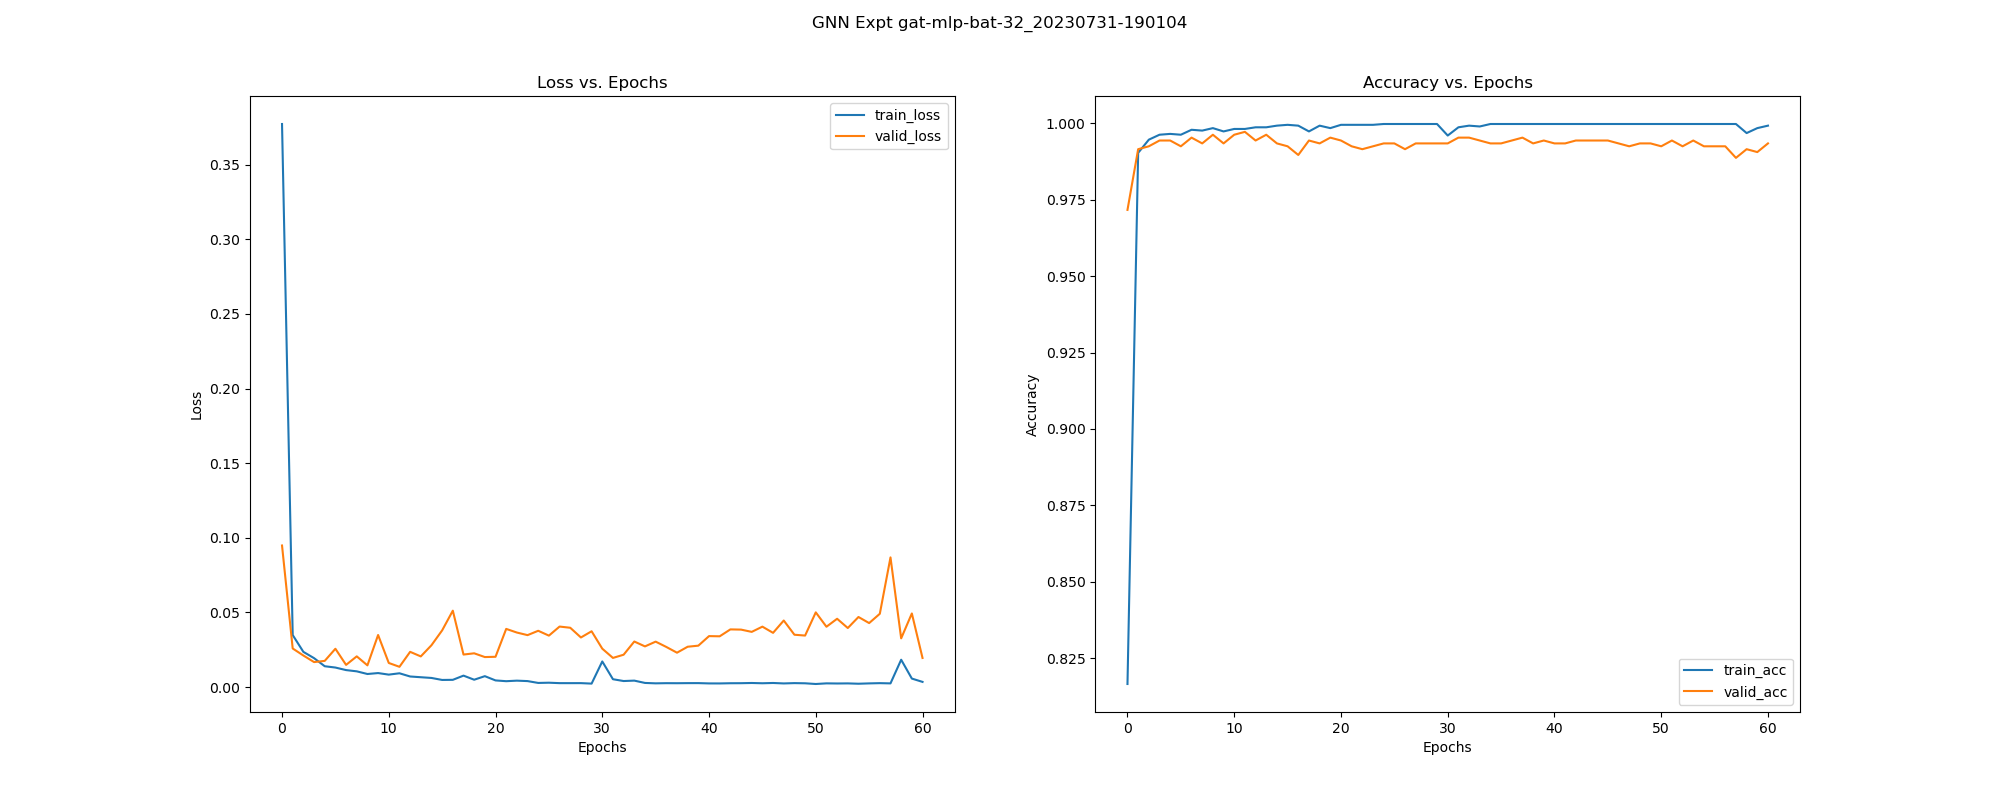 GNN Expt gat-mlp-bat-32_20230731-190104
Loss vs. Epochs
train_loss
valid_loss
0.35
0.30
0.25
0.20
0.15
0.10
0.05
0.00
Loss
0
10
20
30
40
50
60
Epochs
Accuracy vs. Epochs
1.000
0.975
0.950
0.925
0.900
0.875
0.850
0.825
Accuracy
train_acc
valid_acc
0
10
20
30
40
50
60
Epochs